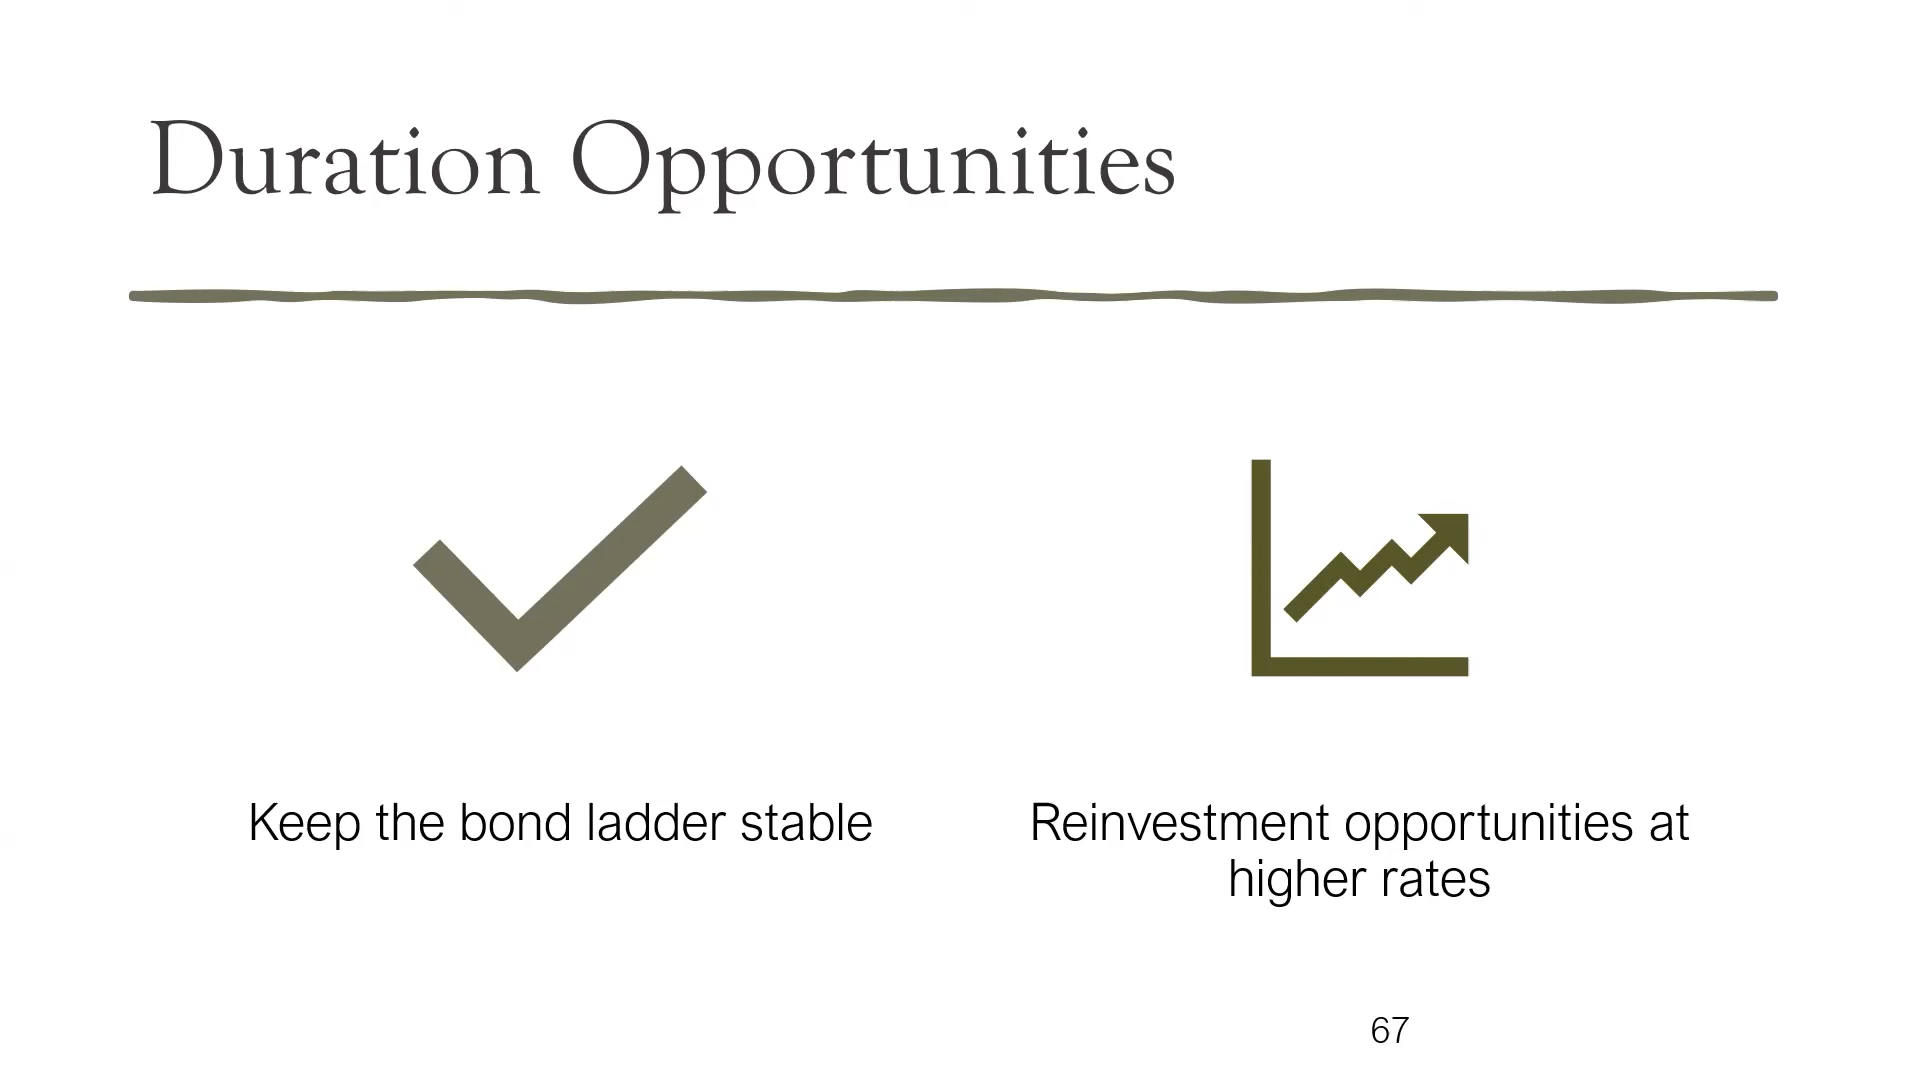 Duration Opportunities
Keep the bond ladder stable
Reinvestment opportunities at
higher rates
67